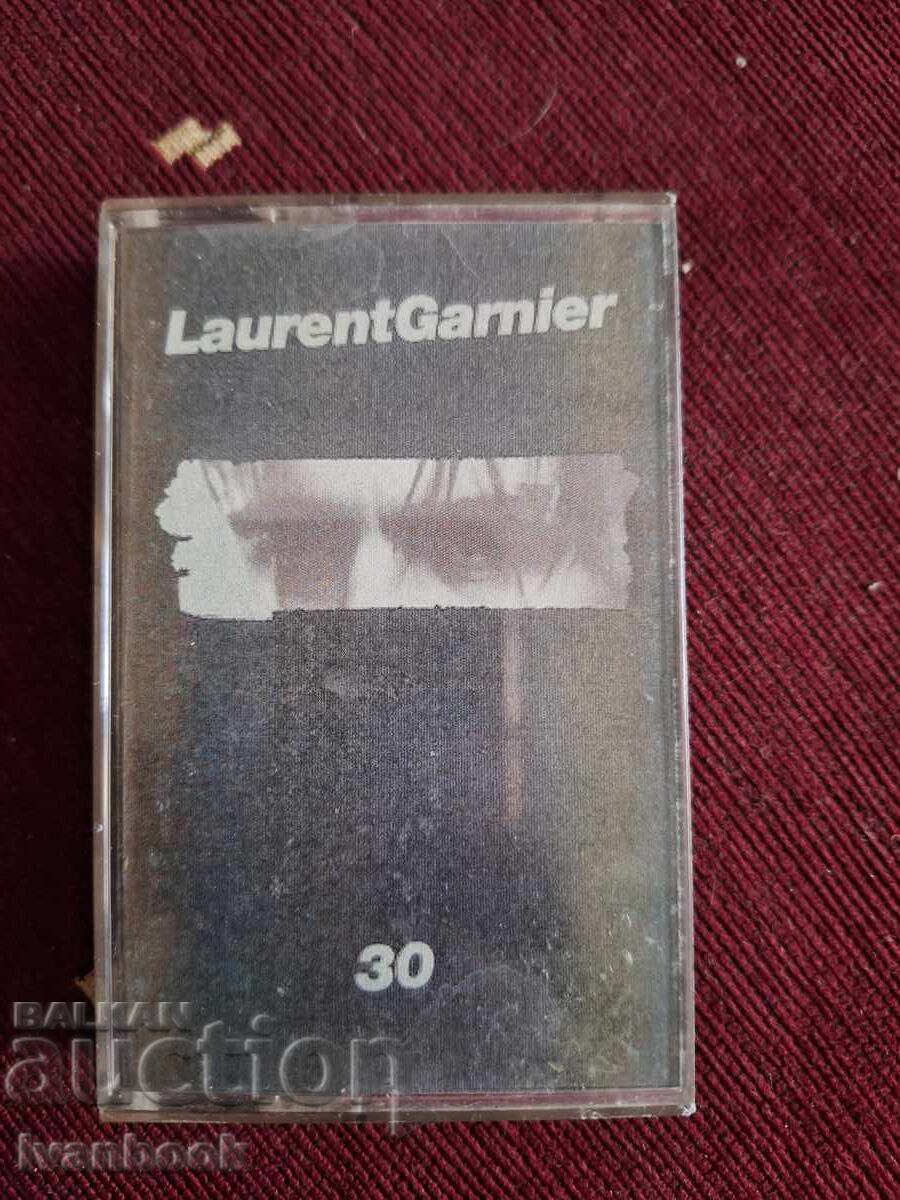 LaurentGarnier
30
BALKAN
auction
Ivanbook